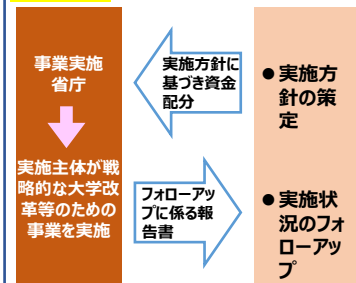 事業実施
省庁
実施主体が戦
略的な大学改
革等のための
事業を実施
実施方針に
基づき資金
配分
フォローアッ
プに係る報
告書
●実施方
針の策
定
●実施状
況のフォ
ローアッ
プ